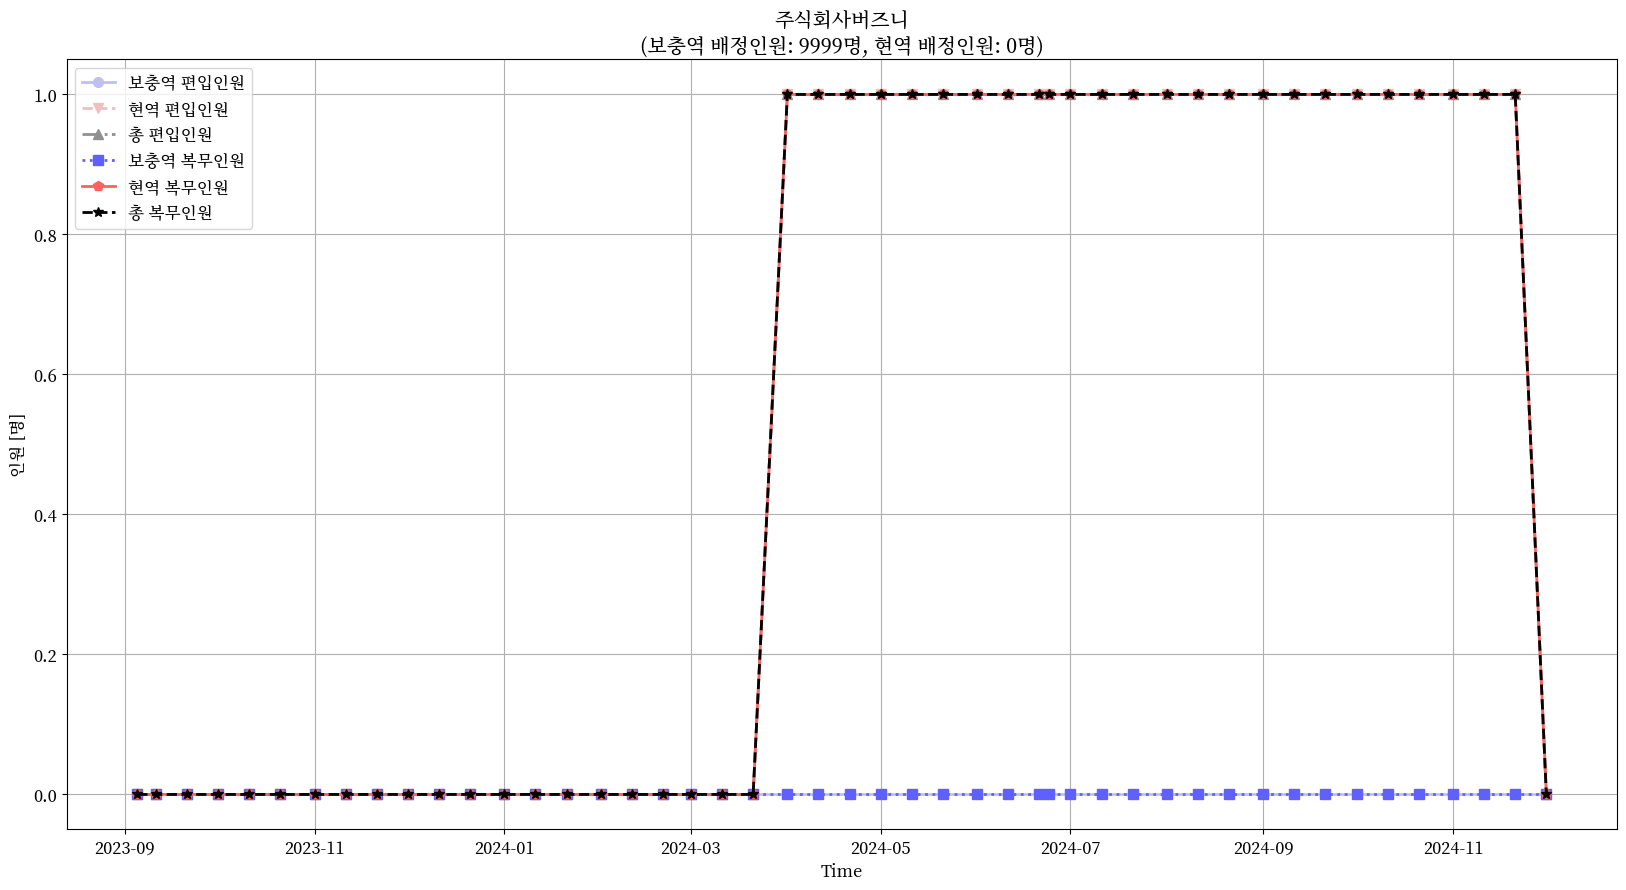 주식회사버즈니
(보충역 배정인원: 9999명, 현역 배정인원: 0명)
보충역 편입인원
현역 편입인원
총 편입인원
보충역 복무인원
현역 복무인원
총 복무인원
인원 [명]
1.0
0.8
0.6
0.4
0.2
0.0
2023-09
2023-11
2024-01
2024-03
2024-05
2024-07
2024-09
2024-11
Time